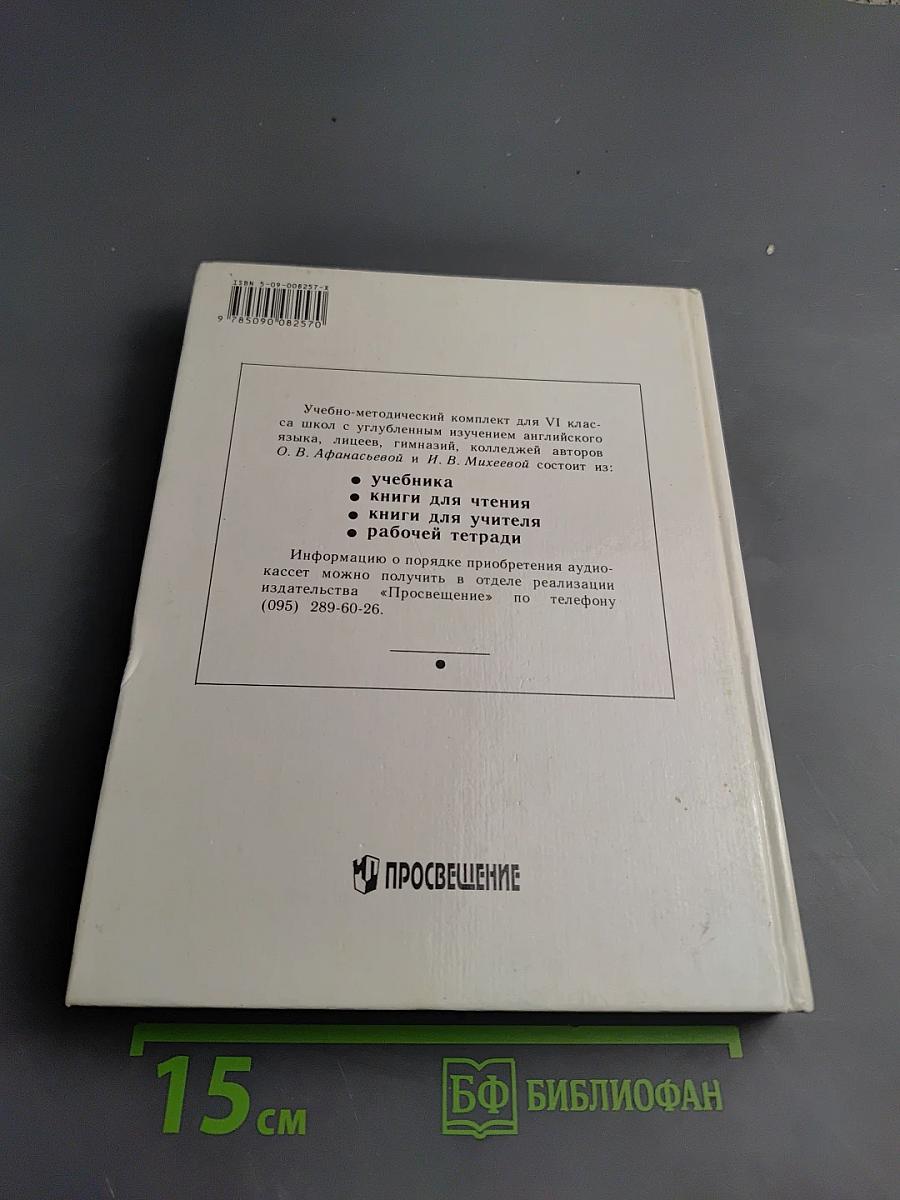 ISBN 5-09-008257-X
9 785090 082570
Учебно-методический комплект для VI клас-
са школ с углубленным изучением английского
языка, лицеев, гимназий, колледжей авторов
О. В. Афанасьевой и И. В. Михеевой состоит из:
● учебника
● книги для чтения
● книги для учителя
● рабочей тетради
Информацию о порядке приобретения аудио-
кассет можно получить в отделе реализации
издательства «Просвещение» по телефону
(095) 289-60-26.
ПРОСВЕЩЕНИЕ
15 см
БФ БИБЛИОФАН